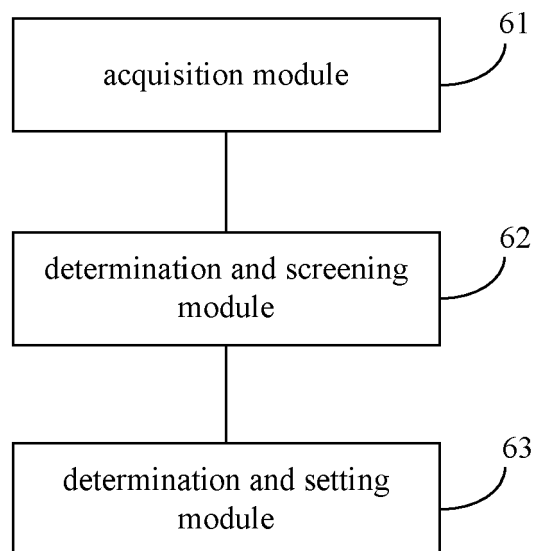 61
acquisition module
62
determination and screening
module
63
determination and setting
module